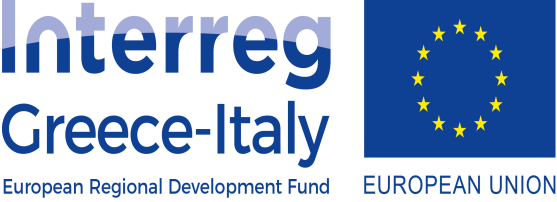 Interreg
Greece-Italy
European Regional Development Fund
EUROPEAN UNION